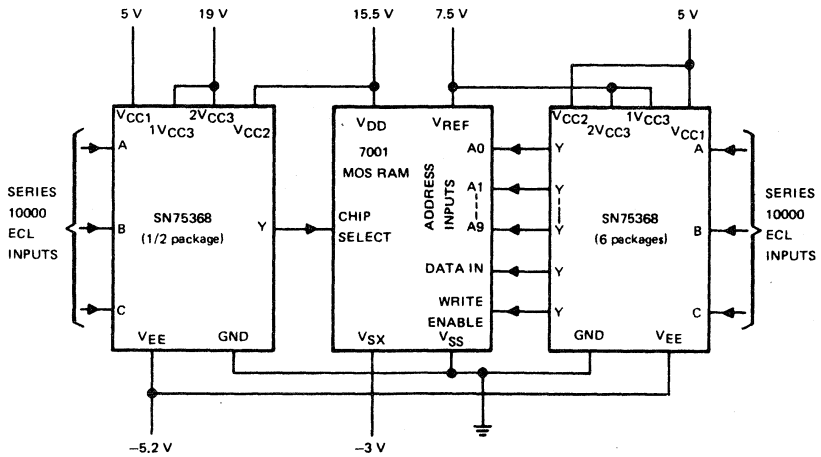 5 V
19 V
15.5 V
7.5 V
5 V
VCC1
1VCC3
2VCC3
VCC2
A
B
C
SERIES
10000
ECL
INPUTS
SN75368
(1/2 package)
Y
VEE
GND
VDD
VREF
7001
MOS RAM
CHIP
SELECT
ADDRESS
INPUTS
A0
A1
A9
DATA IN
WRITE
ENABLE
VSX
VSS
VCC2
2VCC3
1VCC3
VCC1
Y
Y
Y
Y
Y
SN75368
(6 packages)
A
B
C
GND
VEE
SERIES
10000
ECL
INPUTS
−5.2 V
−3 V